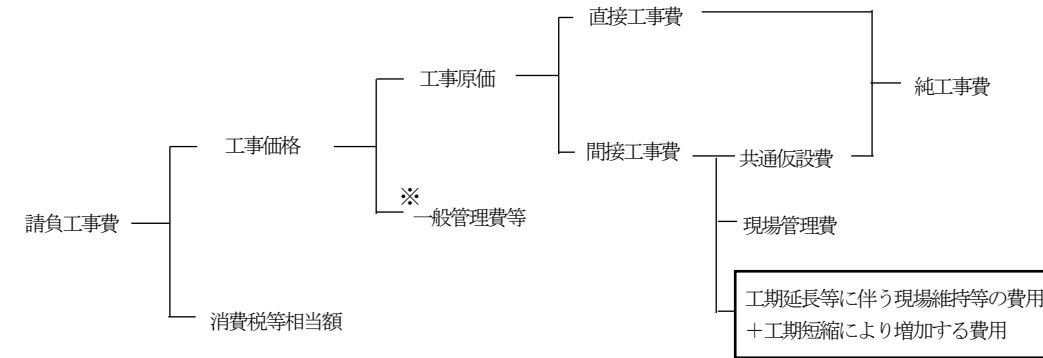 直接工事費
工事原価
純工事費
工事価格
間接工事費
共通仮設費
※
一般管理費等
請負工事費
現場管理費
工期延長等に伴う現場維持等の費用
＋工期短縮により増加する費用
消費税等相当額